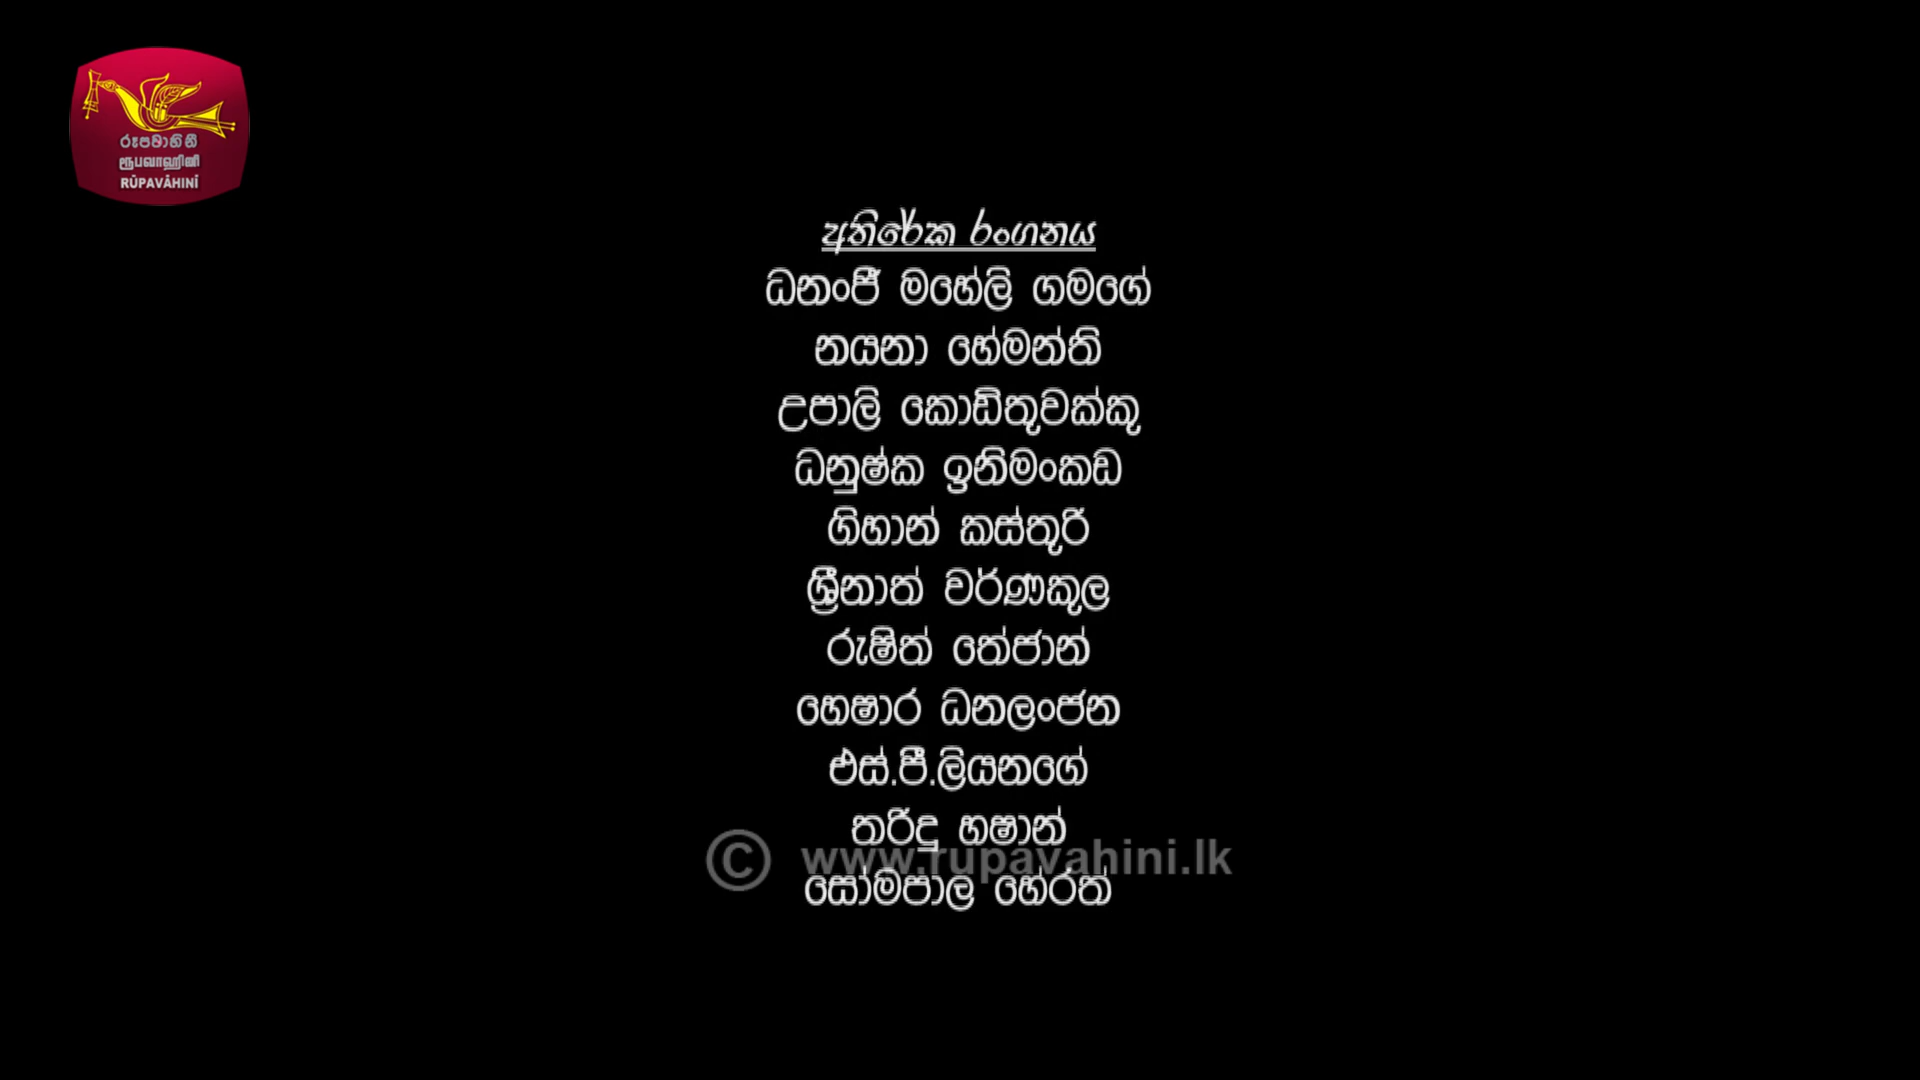 රූපවාහිනී
ரூபவாஹினி
RŪPAVĀHINĪ
අතිරේක රංගනය
ධනංජී මහේලි ගමගේ
නයනා හේමන්ති
උපාලි කොඩිතුවක්කු
ධනුෂ්ක ඉනිමංකඩ
ගිහාන් කස්තුරි
ශ්‍රීනාත් වර්ණකුල
රුෂිත් තේජාන්
හෙෂාර ධනලංජන
එස්.පී.ලියනගේ
තරිදු හෂාන්
© www.rupavahini.lk
සෝමපාල හේරත්